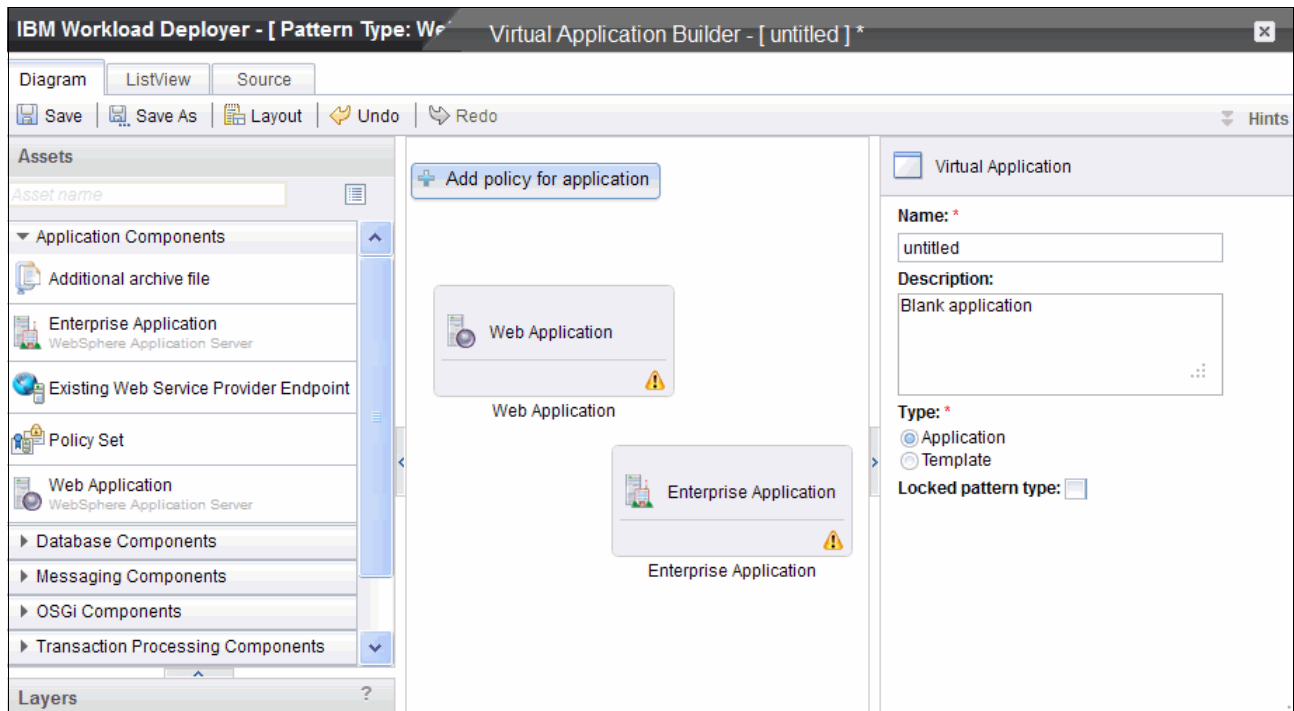 IBM Workload Deployer - [ Pattern Type: We
Virtual Application Builder - [ untitled ] *
Diagram
ListView
Source
Save
Save As
Layout
Undo
Redo
Hints
Assets
Asset name
Application Components
Additional archive file
Enterprise Application
WebSphere Application Server
Existing Web Service Provider Endpoint
Policy Set
Web Application
WebSphere Application Server
Database Components
Messaging Components
OSGi Components
Transaction Processing Components
Layers ?
Add policy for application
Web Application
Web Application
Enterprise Application
Enterprise Application
Virtual Application
Name: *
untitled
Description:
Blank application
Type: *
Application
Template
Locked pattern type: